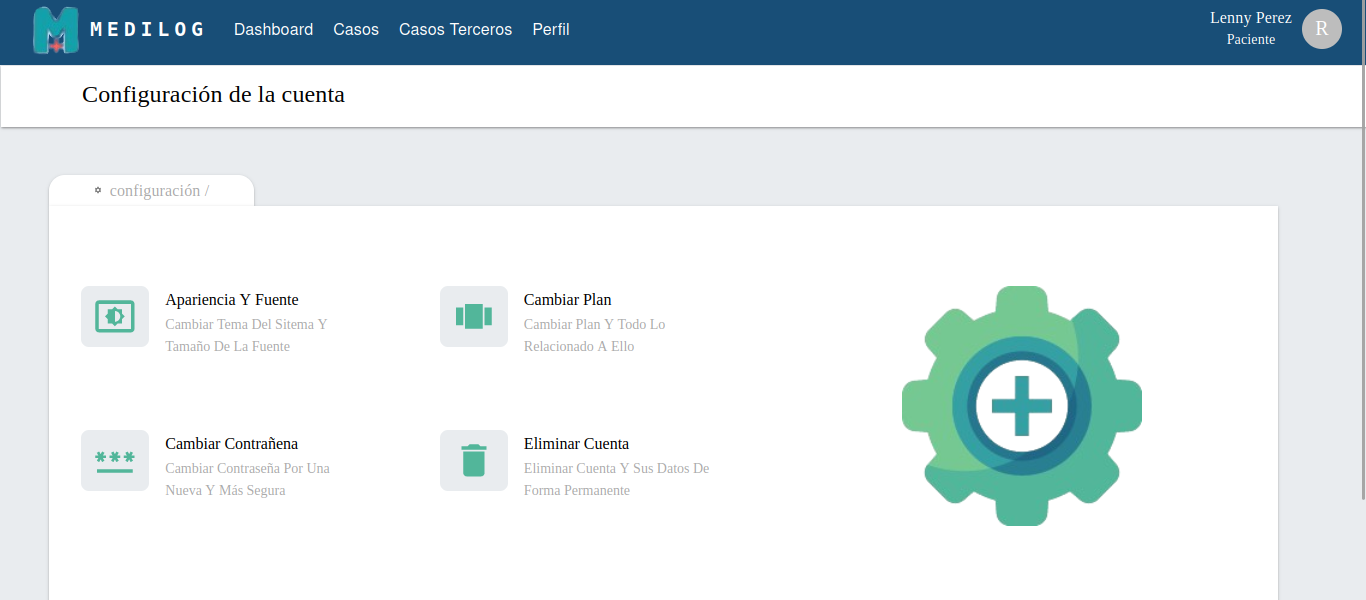 MEDILOG
Dashboard
Casos
Casos Terceros
Perfil
Lenny Perez
Paciente
R
Configuración de la cuenta
configuración /
Apariencia Y Fuente
Cambiar Tema Del Sitema Y
Tamaño De La Fuente
Cambiar Plan
Cambiar Plan Y Todo Lo
Relacionado A Ello
Cambiar Contrañena
Cambiar Contraseña Por Una
Nueva Y Más Segura
Eliminar Cuenta
Eliminar Cuenta Y Sus Datos De
Forma Permanente